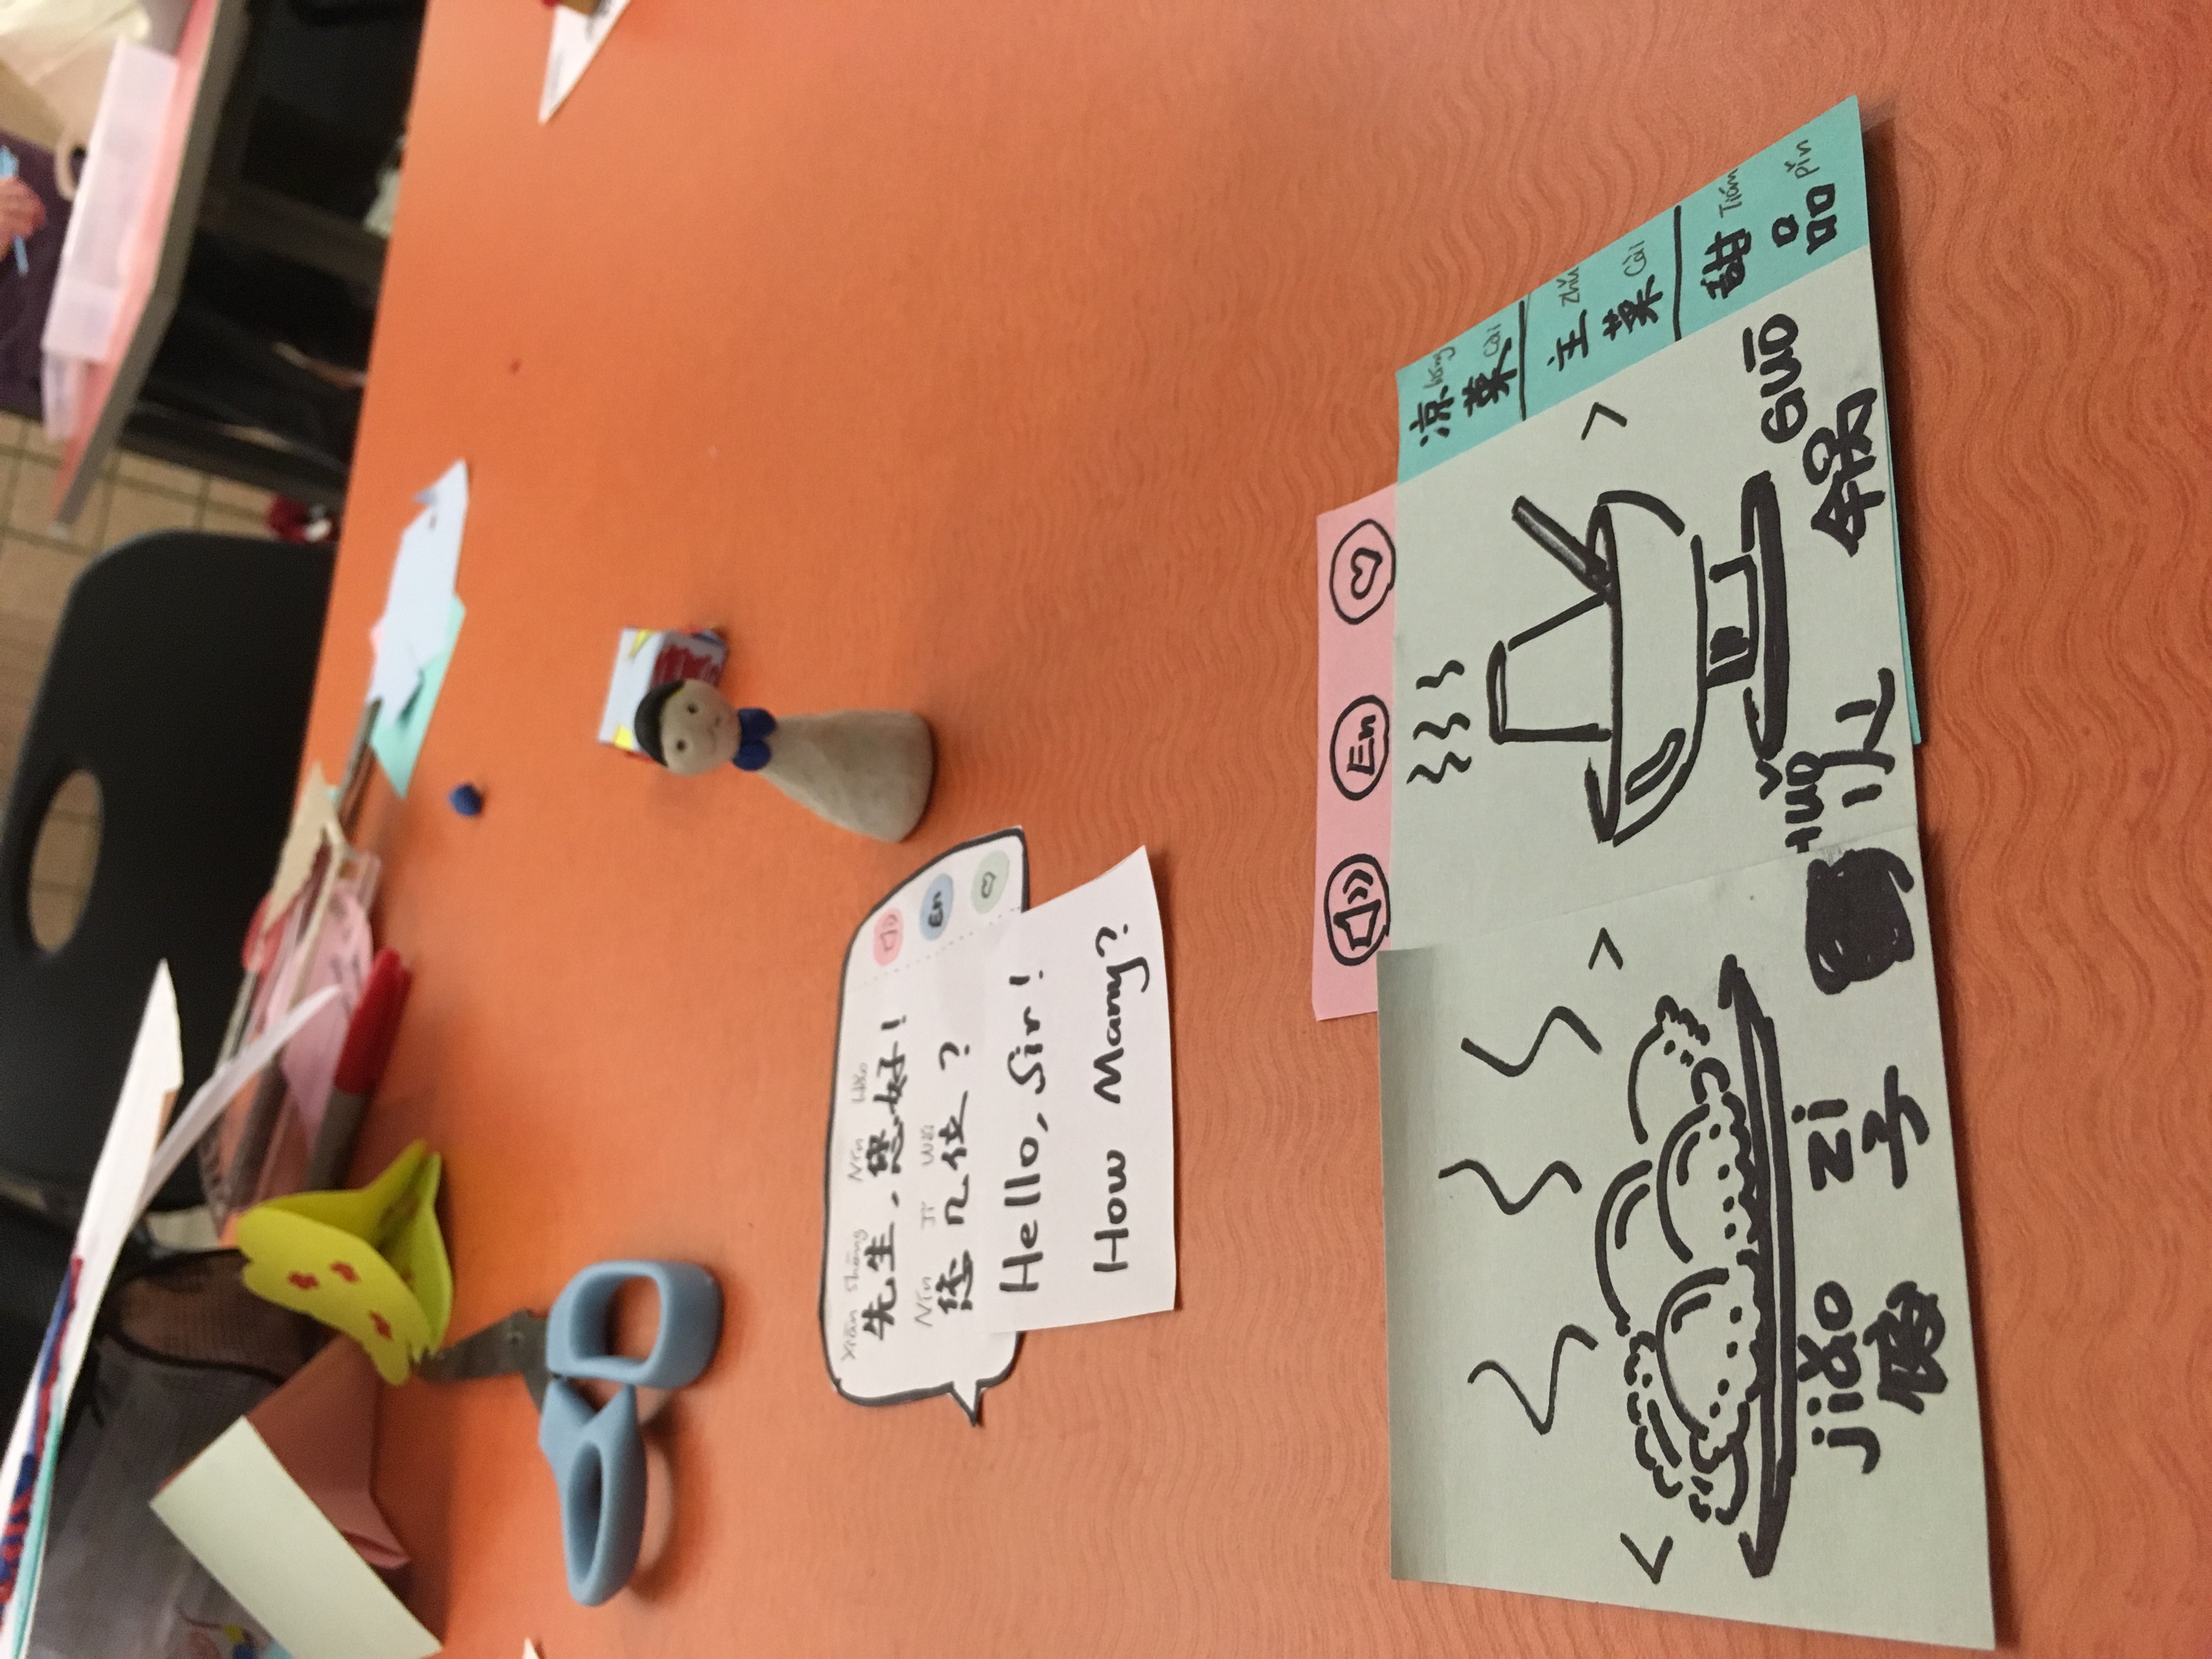 Xiān shēng Nín hǎo
先生,您好!
Nín jǐ wèi
您几位?
En
Hello, Sir!
How Many?
En
凉 liáng
菜 Cài
主 zhǔ
菜 Cài
甜 Tián
品 pǐn
< >
>
jiǎo zi
饺子
Huǒ GUŌ
火锅